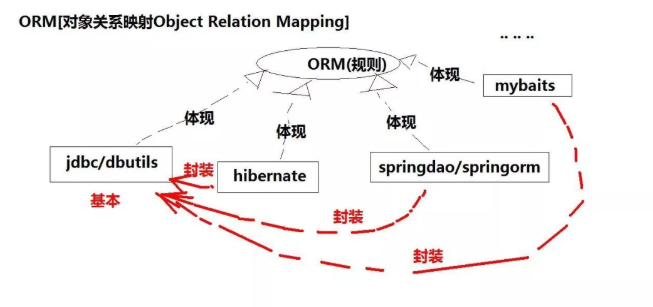 ORM[对象关系映射Object Relation Mapping]
.. .. ..
ORM(规则)
体现
mybaits
体现
体现
体现
jdbc/dbutils
封装
hibernate
springdao/springorm
基本
封装
封装